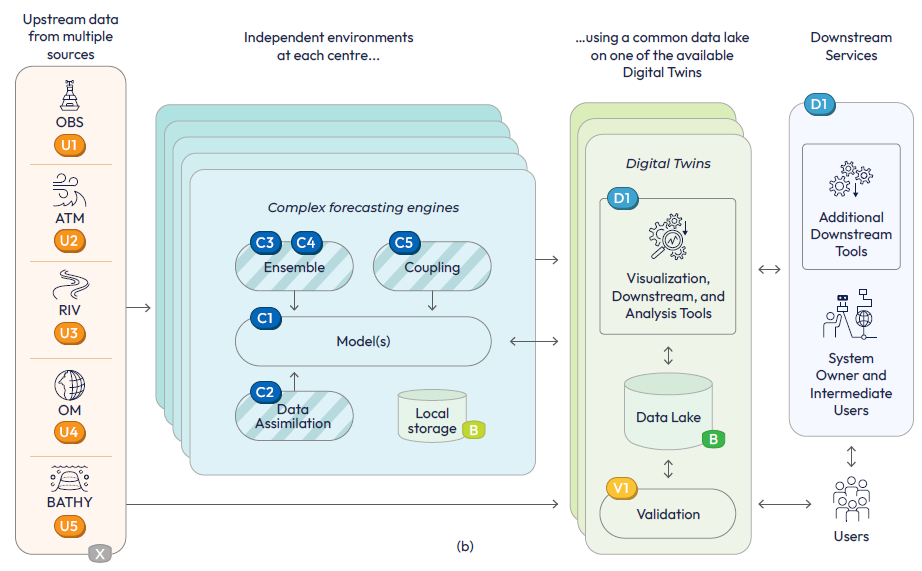 Upstream data
from multiple
sources
OBS
U1
ATM
U2
RIV
U3
OM
U4
BATHY
U5
X
Independent environments
at each centre...
Complex forecasting engines
C3
C4
Ensemble
C5
Coupling
C1
Model(s)
C2
Data
Assimilation
Local
storage
B
(b)
...using a common data lake
on one of the available
Digital Twins
Digital Twins
D1
Visualization,
Downstream, and
Analysis Tools
Data Lake
B
V1
Validation
Downstream
Services
D1
Additional
Downstream
Tools
System
Owner and
Intermediate
Users
Users